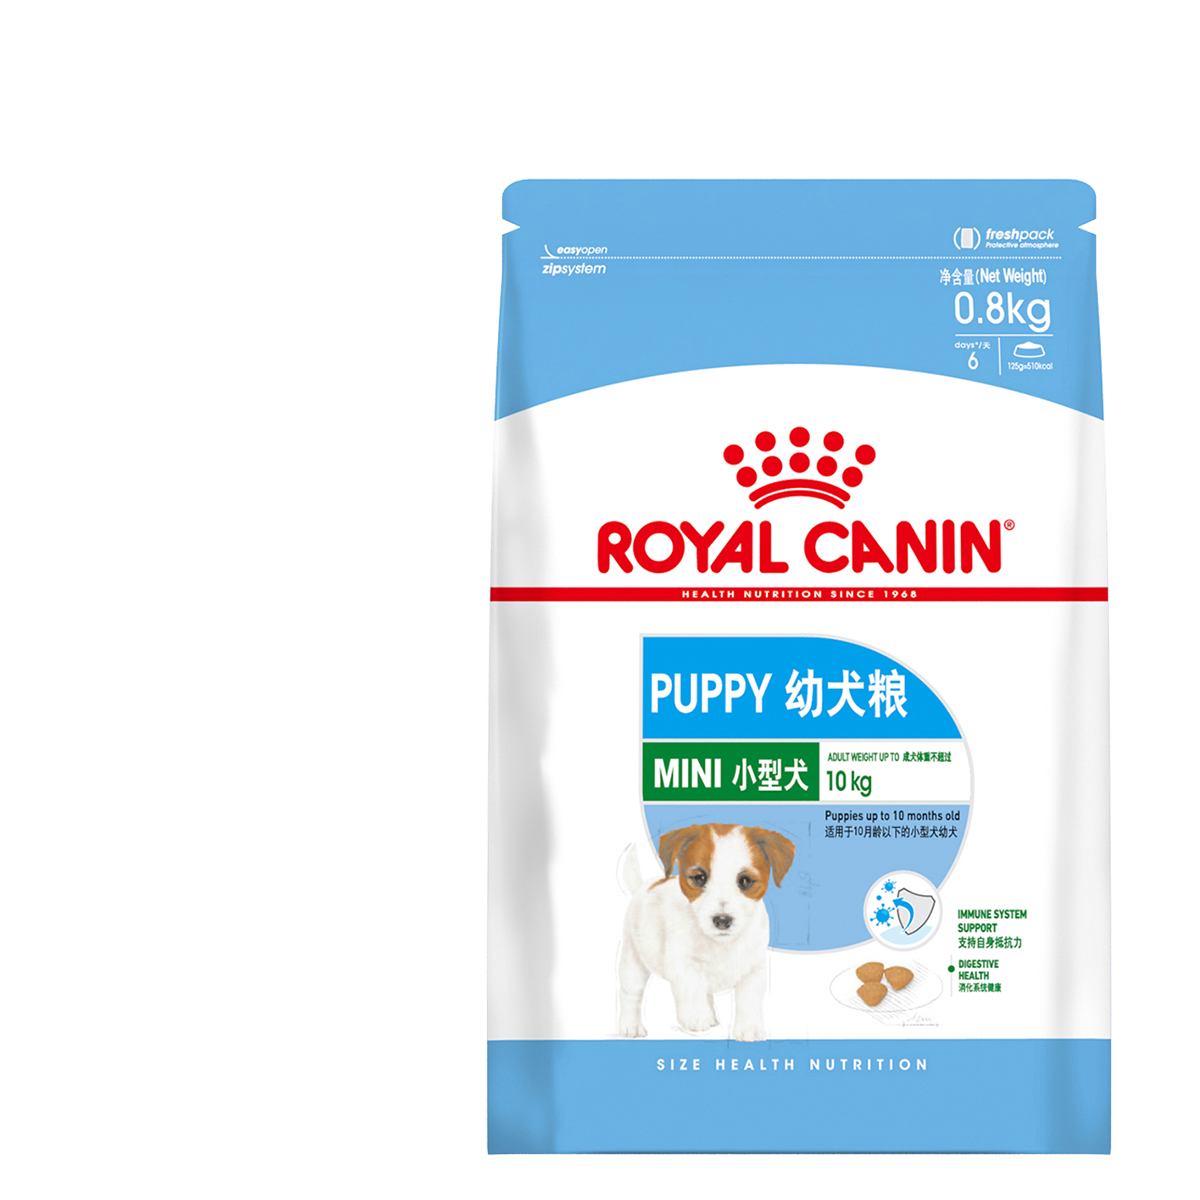 easyopen
zipsystem
freshpack
Protective atmosphere
净含量(Net Weight)
0.8kg
days*/天
6
125g=510kcal
ROYAL CANIN®
HEALTH NUTRITION SINCE 1968
PUPPY 幼犬粮
MINI 小型犬
ADULT WEIGHT UP TO 成犬体重不超过
10 kg
Puppies up to 10 months old
适用于10月龄以下的小型犬幼犬
IMMUNE SYSTEM
SUPPORT
支持自身抵抗力
DIGESTIVE
HEALTH
消化系统健康
SIZE HEALTH NUTRITION